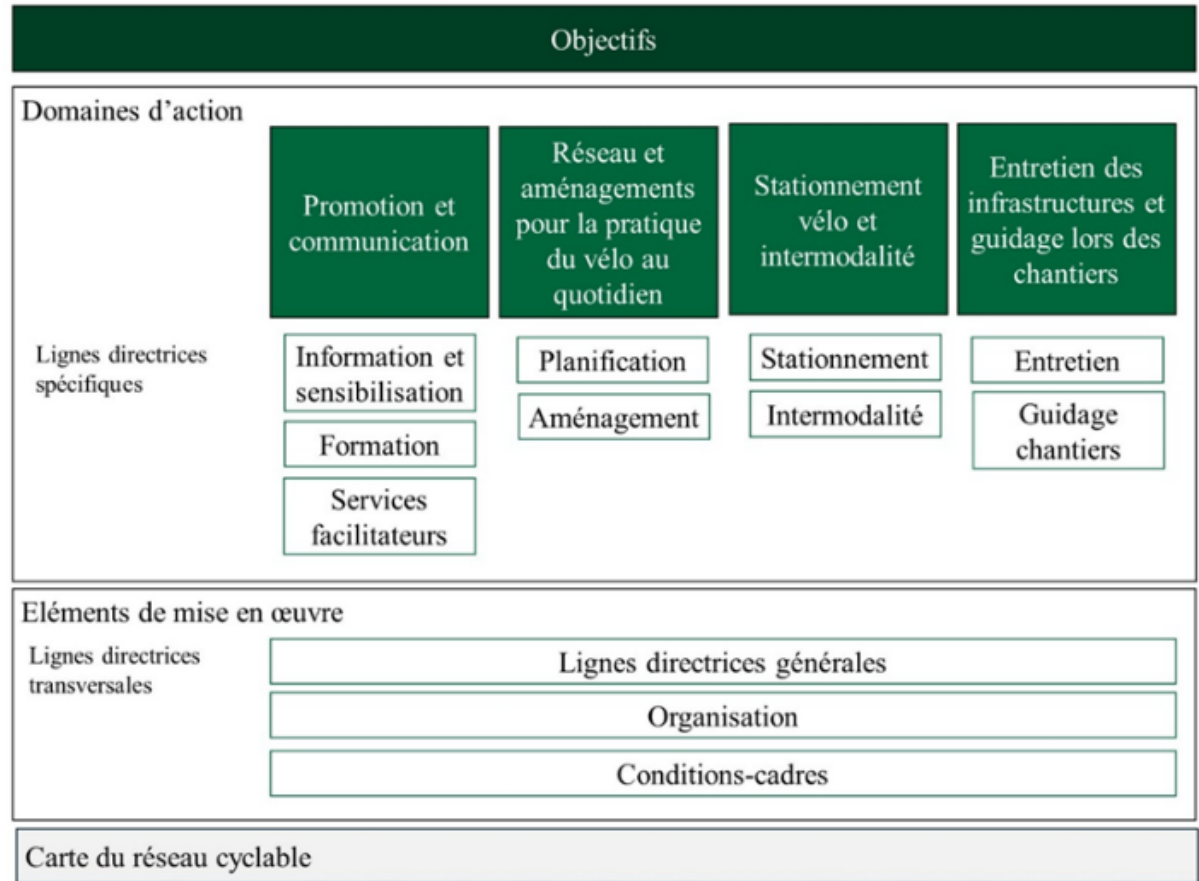 Objectifs
Domaines d’action
Promotion et
communication
Réseau et
aménagements
pour la pratique
du vélo au
quotidien
Stationnement
vélo et
intermodalité
Entretien des
infrastructures et
guidage lors des
chantiers
Lignes directrices
spécifiques
Information et
sensibilisation
Formation
Services
facilitateurs
Planification
Aménagement
Stationnement
Intermodalité
Entretien
Guidage
chantiers
Eléments de mise en œuvre
Lignes directrices
transversales
Lignes directrices générales
Organisation
Conditions-cadres
Carte du réseau cyclable